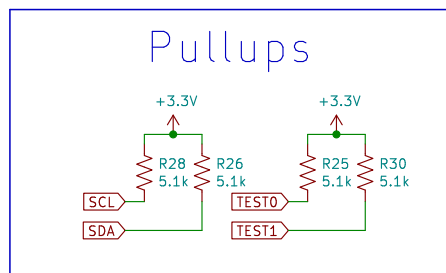 Pullups
+3.3V +3.3V
R28 R26 R25 R30
5.1k 5.1k 5.1k 5.1k
SCL TEST0
SDA TEST1